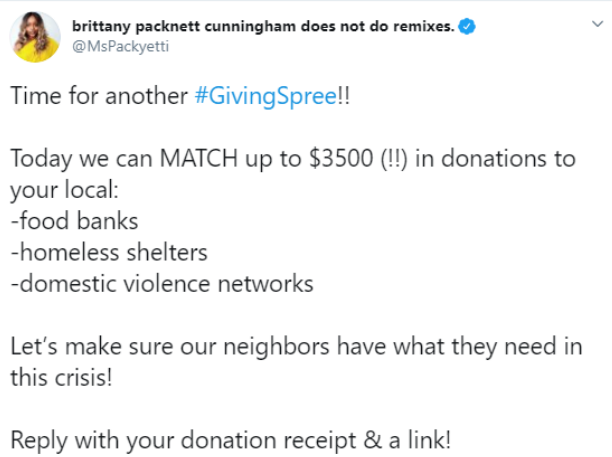 brittany packnett cunningham does not do remixes.
@MsPackyetti
Time for another #GivingSpree!!
Today we can MATCH up to $3500 (!!) in donations to
your local:
-food banks
-homeless shelters
-domestic violence networks
Let’s make sure our neighbors have what they need in
this crisis!
Reply with your donation receipt & a link!